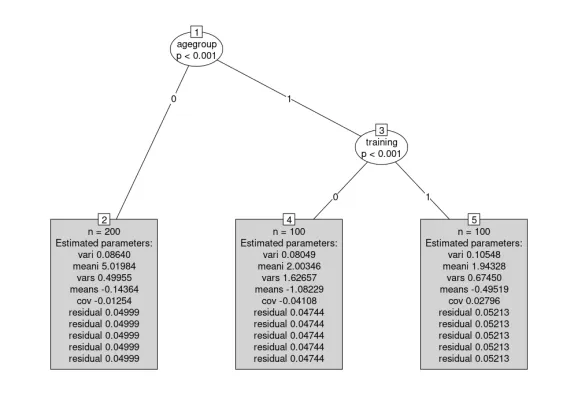 1
agegroup
p < 0.001
0
1
3
training
p < 0.001
0
1
2
n = 200
Estimated parameters:
vari 0.08640
meani 5.01984
vars 0.49955
means -0.14364
cov -0.01254
residual 0.04999
residual 0.04999
residual 0.04999
residual 0.04999
residual 0.04999
4
n = 100
Estimated parameters:
vari 0.08049
meani 2.00346
vars 1.62657
means -1.08229
cov -0.04108
residual 0.04744
residual 0.04744
residual 0.04744
residual 0.04744
residual 0.04744
5
n = 100
Estimated parameters:
vari 0.10548
meani 1.94328
vars 0.67450
means -0.49519
cov 0.02796
residual 0.05213
residual 0.05213
residual 0.05213
residual 0.05213
residual 0.05213